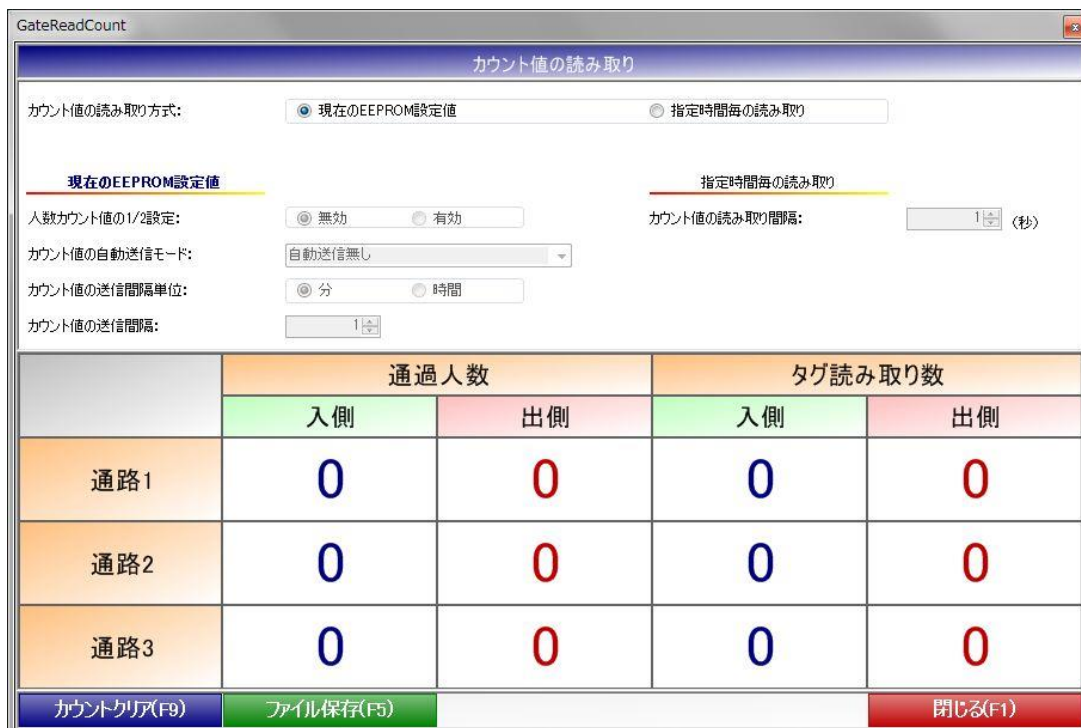 GateReadCount
カウント値の読み取り
カウント値の読み取り方式: 現在のEEPROM設定値 指定時間毎の読み取り
現在のEEPROM設定値 指定時間毎の読み取り
人数カウント値の1/2設定: 無効 有効 カウント値の読み取り間隔: 1 (秒)
カウント値の自動送信モード: 自動送信無し
カウント値の送信間隔単位: 分 時間
カウント値の送信間隔: 1
通過人数 タグ読み取り数
入側 出側 入側 出側
通路1 0 0 0 0
通路2 0 0 0 0
通路3 0 0 0 0
カウントクリア(F9) ファイル保存(F5) 閉じる(F1)